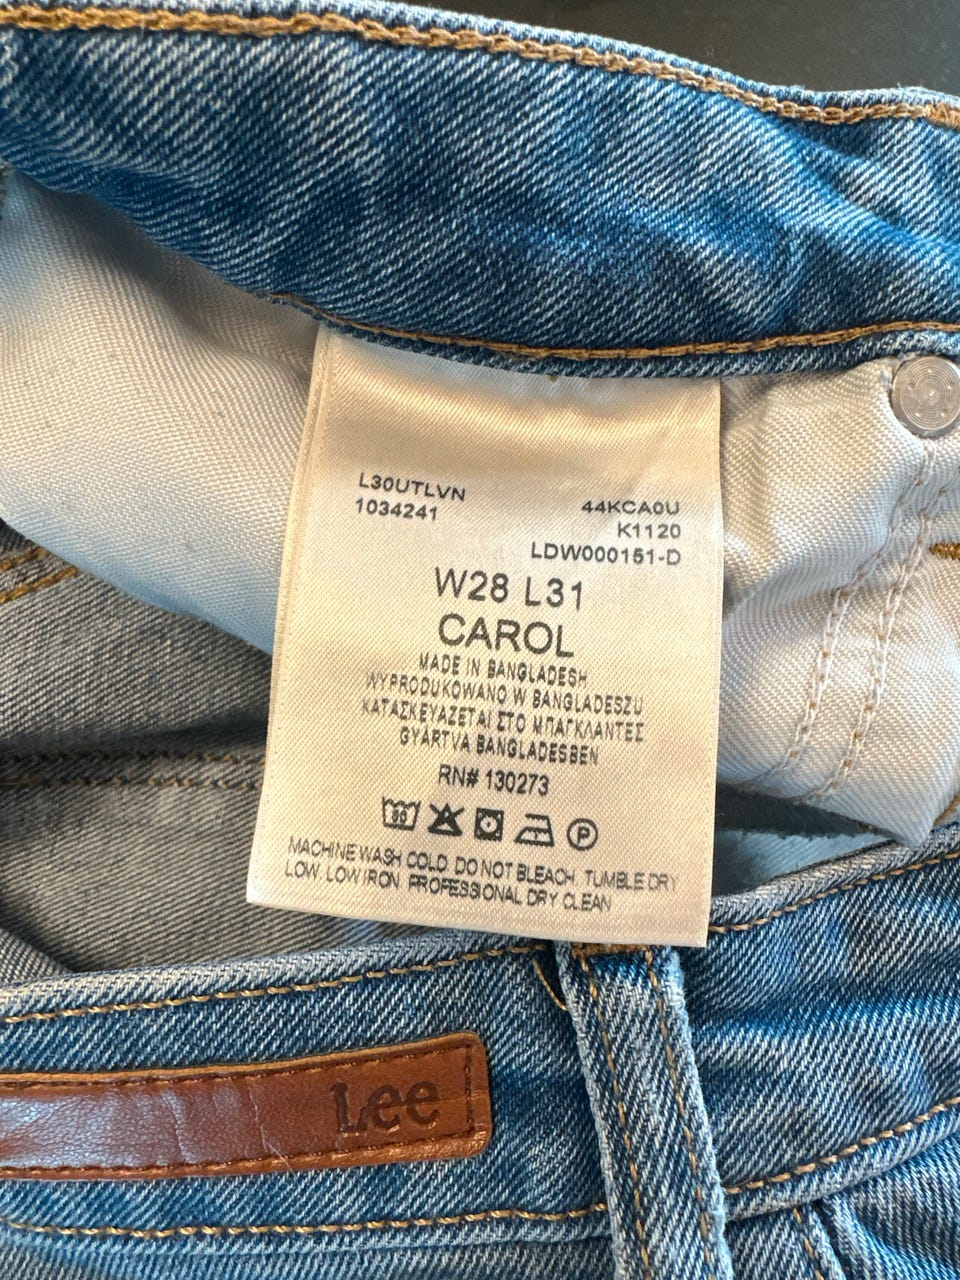 L30UTLVN
1034241
44KCA0U
K1120
LDW000151-D
W28 L31
CAROL
MADE IN BANGLADESH
WYPRODUKOWANO W BANGLADESZU
ΚΑΤΑΣΚΕΥΑΖΕΤΑΙ ΣΤΟ ΜΠΑΓΚΛΑΝΤΕΣ
GYÁRTVA BANGLADESBEN
RN# 130273
30
P
MACHINE WASH COLD DO NOT BLEACH TUMBLE DRY
LOW LOW IRON PROFESSIONAL DRY CLEAN
Lee